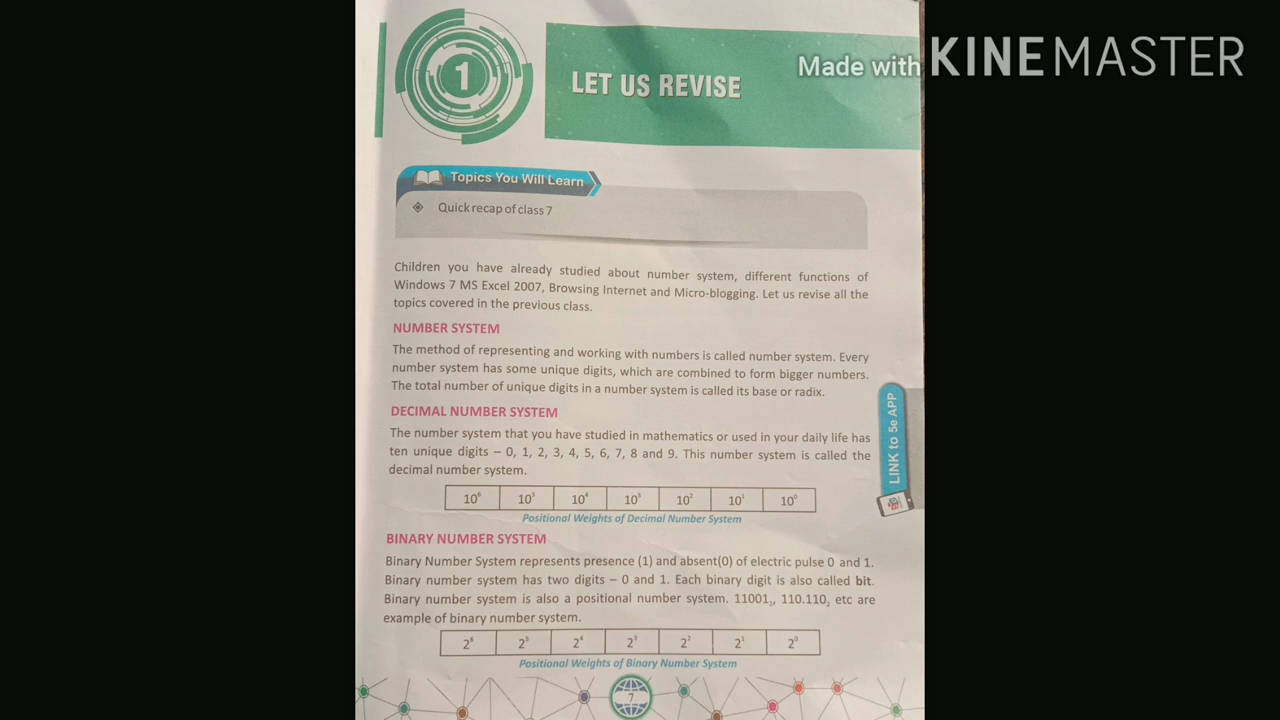 1
LET US REVISE
Made with KINEMASTER
Topics You Will Learn
Quick recap of class 7
Children you have already studied about number system, different functions of
Windows 7 MS Excel 2007, Browsing Internet and Micro-blogging. Let us revise all the
topics covered in the previous class.
NUMBER SYSTEM
The method of representing and working with numbers is called number system. Every
number system has some unique digits, which are combined to form bigger numbers.
The total number of unique digits in a number system is called its base or radix.
DECIMAL NUMBER SYSTEM
The number system that you have studied in mathematics or used in your daily life has
ten unique digits – 0, 1, 2, 3, 4, 5, 6, 7, 8 and 9. This number system is called the
decimal number system.
10⁶ 10⁵ 10⁴ 10³ 10² 10¹ 10⁰
Positional Weights of Decimal Number System
LINK to 5e APP
BINARY NUMBER SYSTEM
Binary Number System represents presence (1) and absent(0) of electric pulse 0 and 1.
Binary number system has two digits – 0 and 1. Each binary digit is also called bit.
Binary number system is also a positional number system. 11001₂, 110.110₂ etc are
example of binary number system.
2⁶ 2⁵ 2⁴ 2³ 2² 2¹ 2⁰
Positional Weights of Binary Number System
7